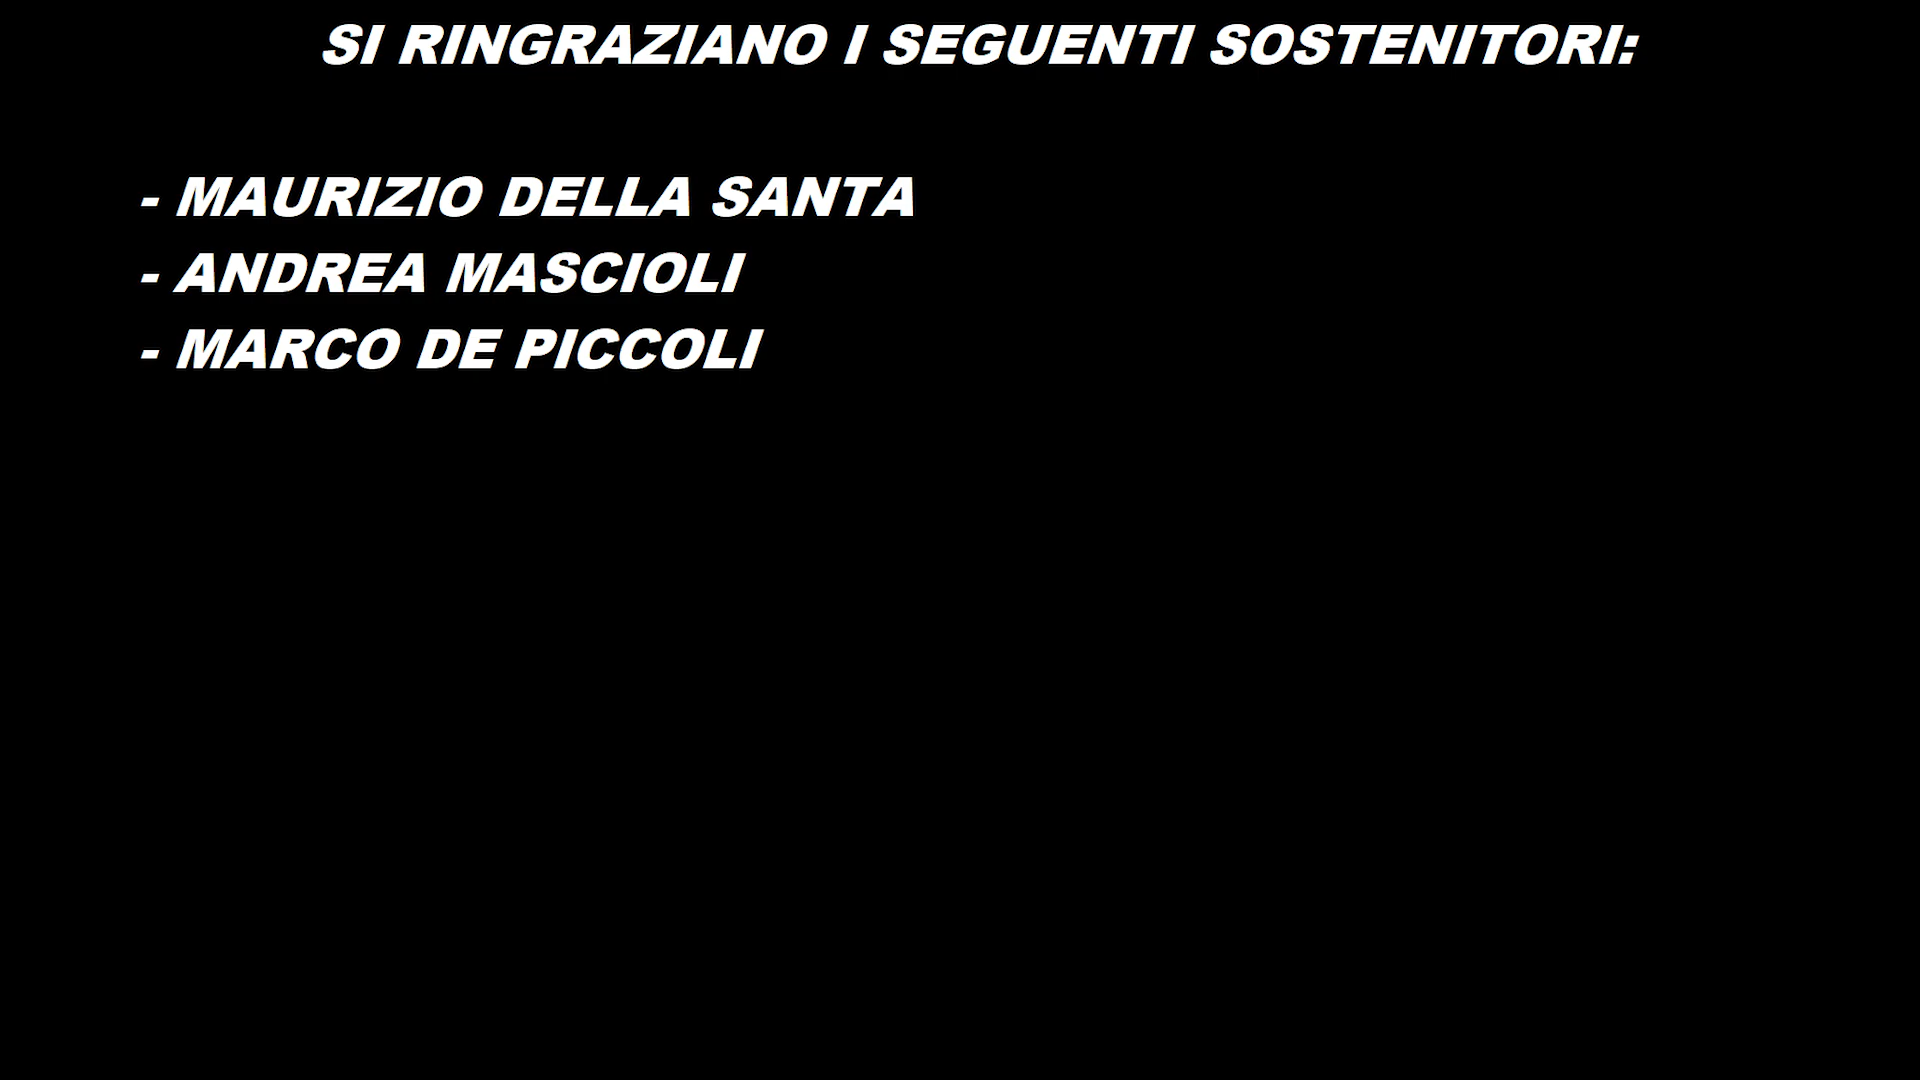 SI RINGRAZIANO I SEGUENTI SOSTENITORI:
- MAURIZIO DELLA SANTA
- ANDREA MASCIOLI
- MARCO DE PICCOLI